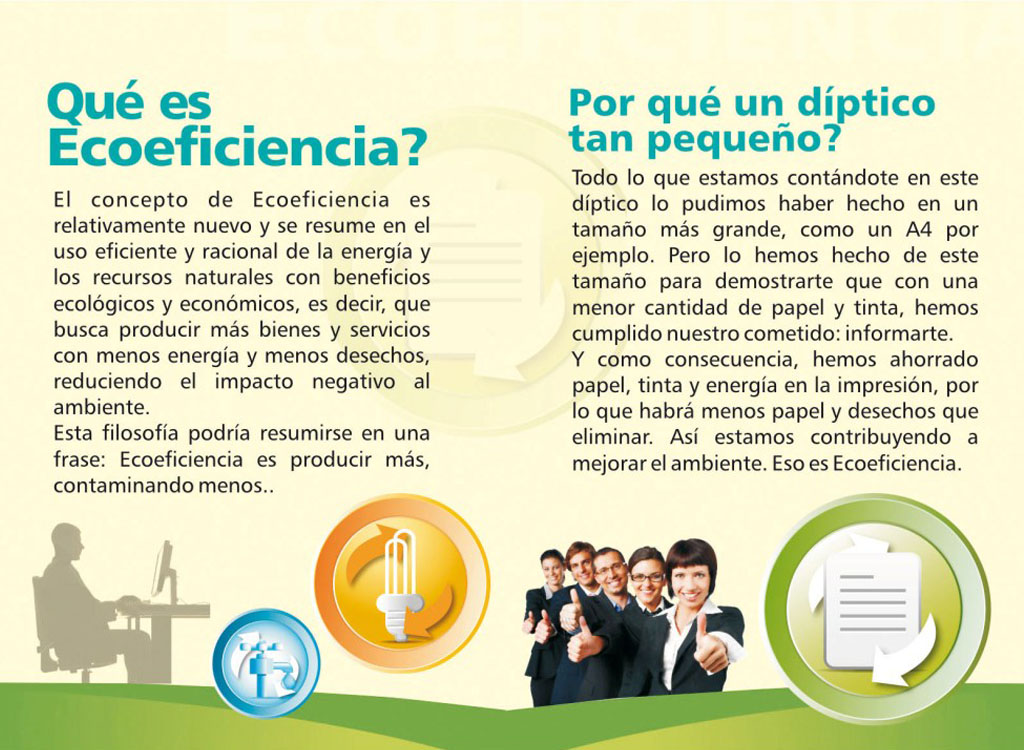 ECOEFICIENCIA
Qué es
Ecoeficiencia?
El concepto de Ecoeficiencia es
relativamente nuevo y se resume en el
uso eficiente y racional de la energía y
los recursos naturales con beneficios
ecológicos y económicos, es decir, que
busca producir más bienes y servicios
con menos energía y menos desechos,
reduciendo el impacto negativo al
ambiente.
Esta filosofía podría resumirse en una
frase: Ecoeficiencia es producir más,
contaminando menos..
Por qué un díptico
tan pequeño?
Todo lo que estamos contándote en este
díptico lo pudimos haber hecho en un
tamaño más grande, como un A4 por
ejemplo. Pero lo hemos hecho de este
tamaño para demostrarte que con una
menor cantidad de papel y tinta, hemos
cumplido nuestro cometido: informarte.
Y como consecuencia, hemos ahorrado
papel, tinta y energía en la impresión, por
lo que habrá menos papel y desechos que
eliminar. Así estamos contribuyendo a
mejorar el ambiente. Eso es Ecoeficiencia.